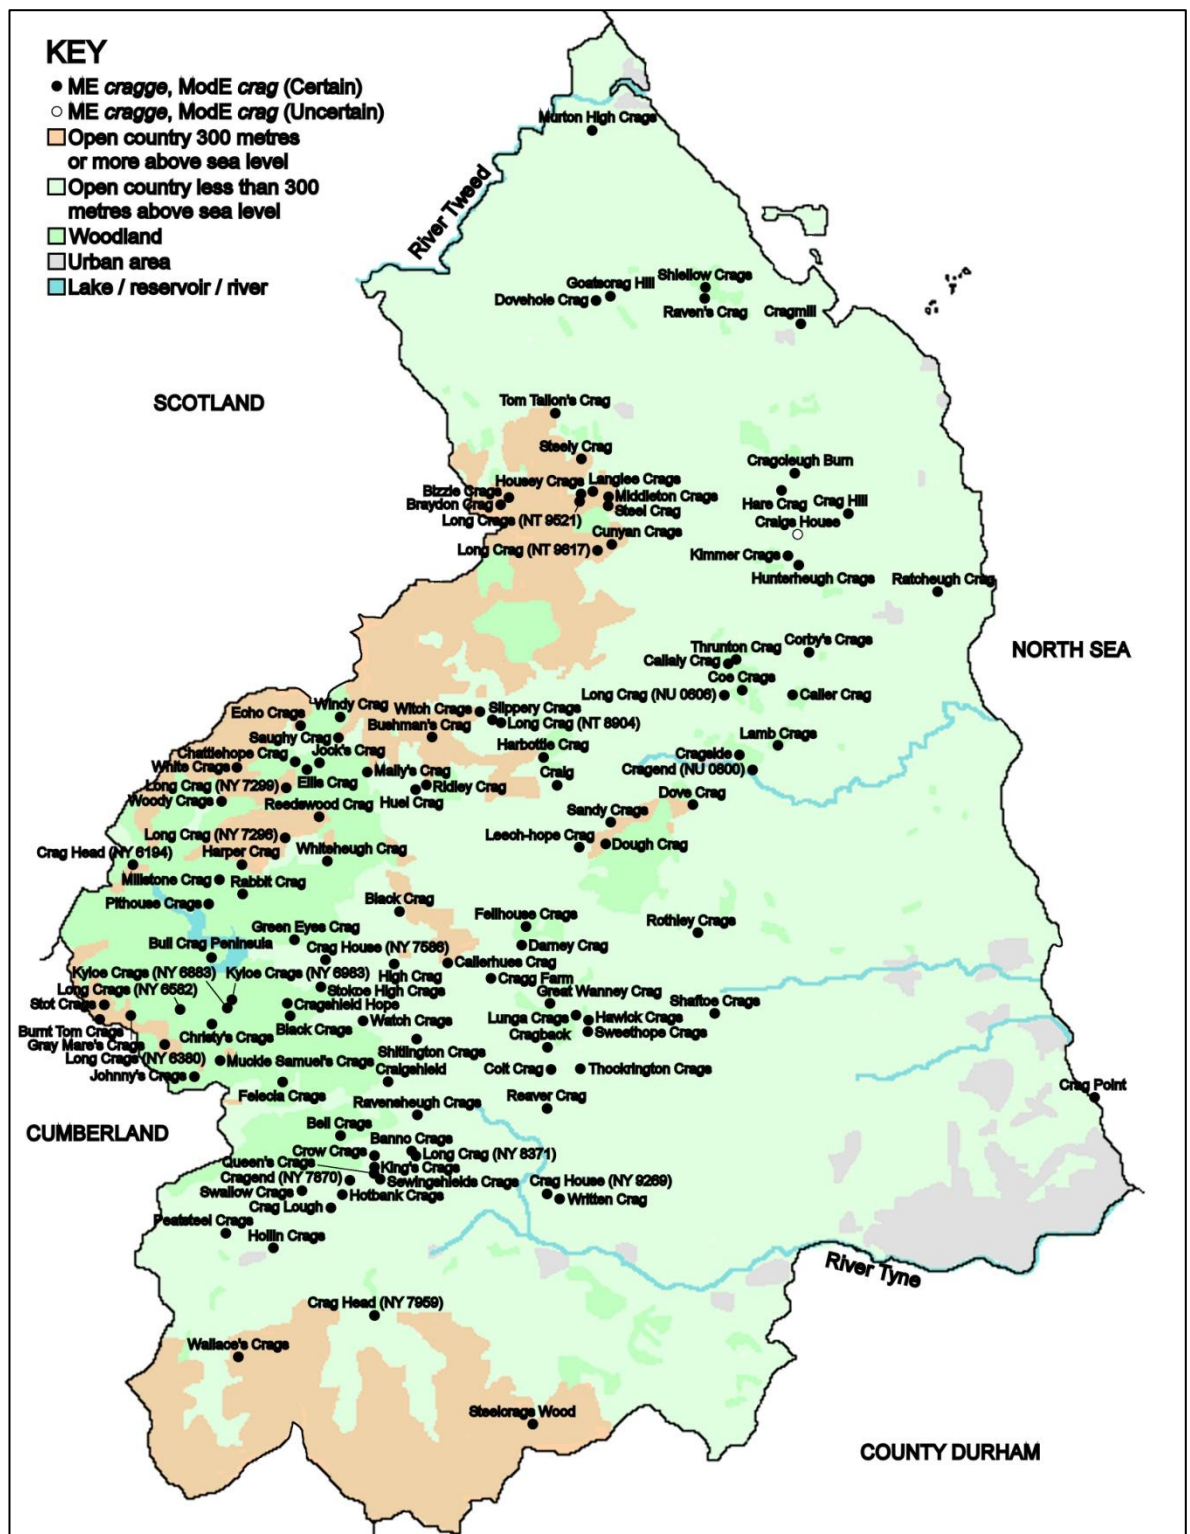 KEY
ME cragge, ModE crag (Certain)
ME cragge, ModE crag (Uncertain)
Open country 300 metres
or more above sea level
Open country less than 300
metres above sea level
Woodland
Urban area
Lake / reservoir / river
Murton High Crags
River Tweed
Shiellow Crags
Goatscrag Hill
Dovehole Crag
Raven's Crag
Cragmill
SCOTLAND
Tom Tallon's Crag
Steely Crag
Cragcleugh Burn
Housey Crags
Langlee Crags
Bizzle Crags
Middleton Crags
Braydon Crag
Steel Crag
Hare Crag
Crag Hill
Long Crags (NT 9521)
Craigs House
Cunyan Crags
Long Crag (NT 9617)
Kimmer Crags
Hunterheugh Crags
Ratcheugh Crag
NORTH SEA
Thrunton Crag
Corby's Crags
Callaly Crag
Coe Crags
Long Crag (NU 0606)
Caller Crag
Windy Crag
Witch Crags
Slippery Crags
Echo Crags
Bushman's Crag
Long Crag (NT 8904)
Saughy Crag
Harbottle Crag
Lamb Crags
Chattlehope Crag
Jock's Crag
Cragside
White Crags
Ellis Crag
Mally's Crag
Craig
Cragend (NU 0800)
Long Crag (NY 7299)
Ridley Crag
Huel Crag
Dove Crag
Woody Crags
Reedswood Crag
Sandy Crags
Long Crag (NY 7296)
Leech-hope Crag
Dough Crag
Crag Head (NY 6194)
Harper Crag
Whiteheugh Crag
Millstone Crag
Rabbit Crag
Pithouse Crags
Black Crag
Fellhouse Crags
Rothley Crags
Green Eyes Crag
Bull Crag Peninsula
Crag House (NY 7586)
Darney Crag
Callerhues Crag
Kyloe Crags (NY 6883)
Kyloe Crags (NY 6983)
High Crag
Cragg Farm
Long Crags (NY 6582)
Stokoe High Crags
Great Wanney Crag
Stot Crags
Cragshield Hope
Shaftoe Crags
Lunga Crags
Hawick Crags
Burnt Tom Crags
Christy's Crags
Black Crags
Watch Crags
Sweethope Crags
Gray Mare's Crags
Cragback
Long Crags (NY 6380)
Muckle Samuel's Crags
Shitlington Crags
Johnny's Crags
Craigshield
Colt Crag
Thockrington Crags
Crag Point
Felecia Crags
Ravensheugh Crags
Reaver Crag
CUMBERLAND
Bell Crags
Banno Crags
Crow Crags
Long Crag (NY 8371)
Queen's Crags
King's Crags
Cragend (NY 7870)
Sewingshields Crags
Crag House (NY 9269)
Swallow Crags
Hotbank Crags
Written Crag
Crag Lough
Peatsteel Crags
Hollin Crags
River Tyne
Crag Head (NY 7959)
Wallace's Crags
Steelcrags Wood
COUNTY DURHAM